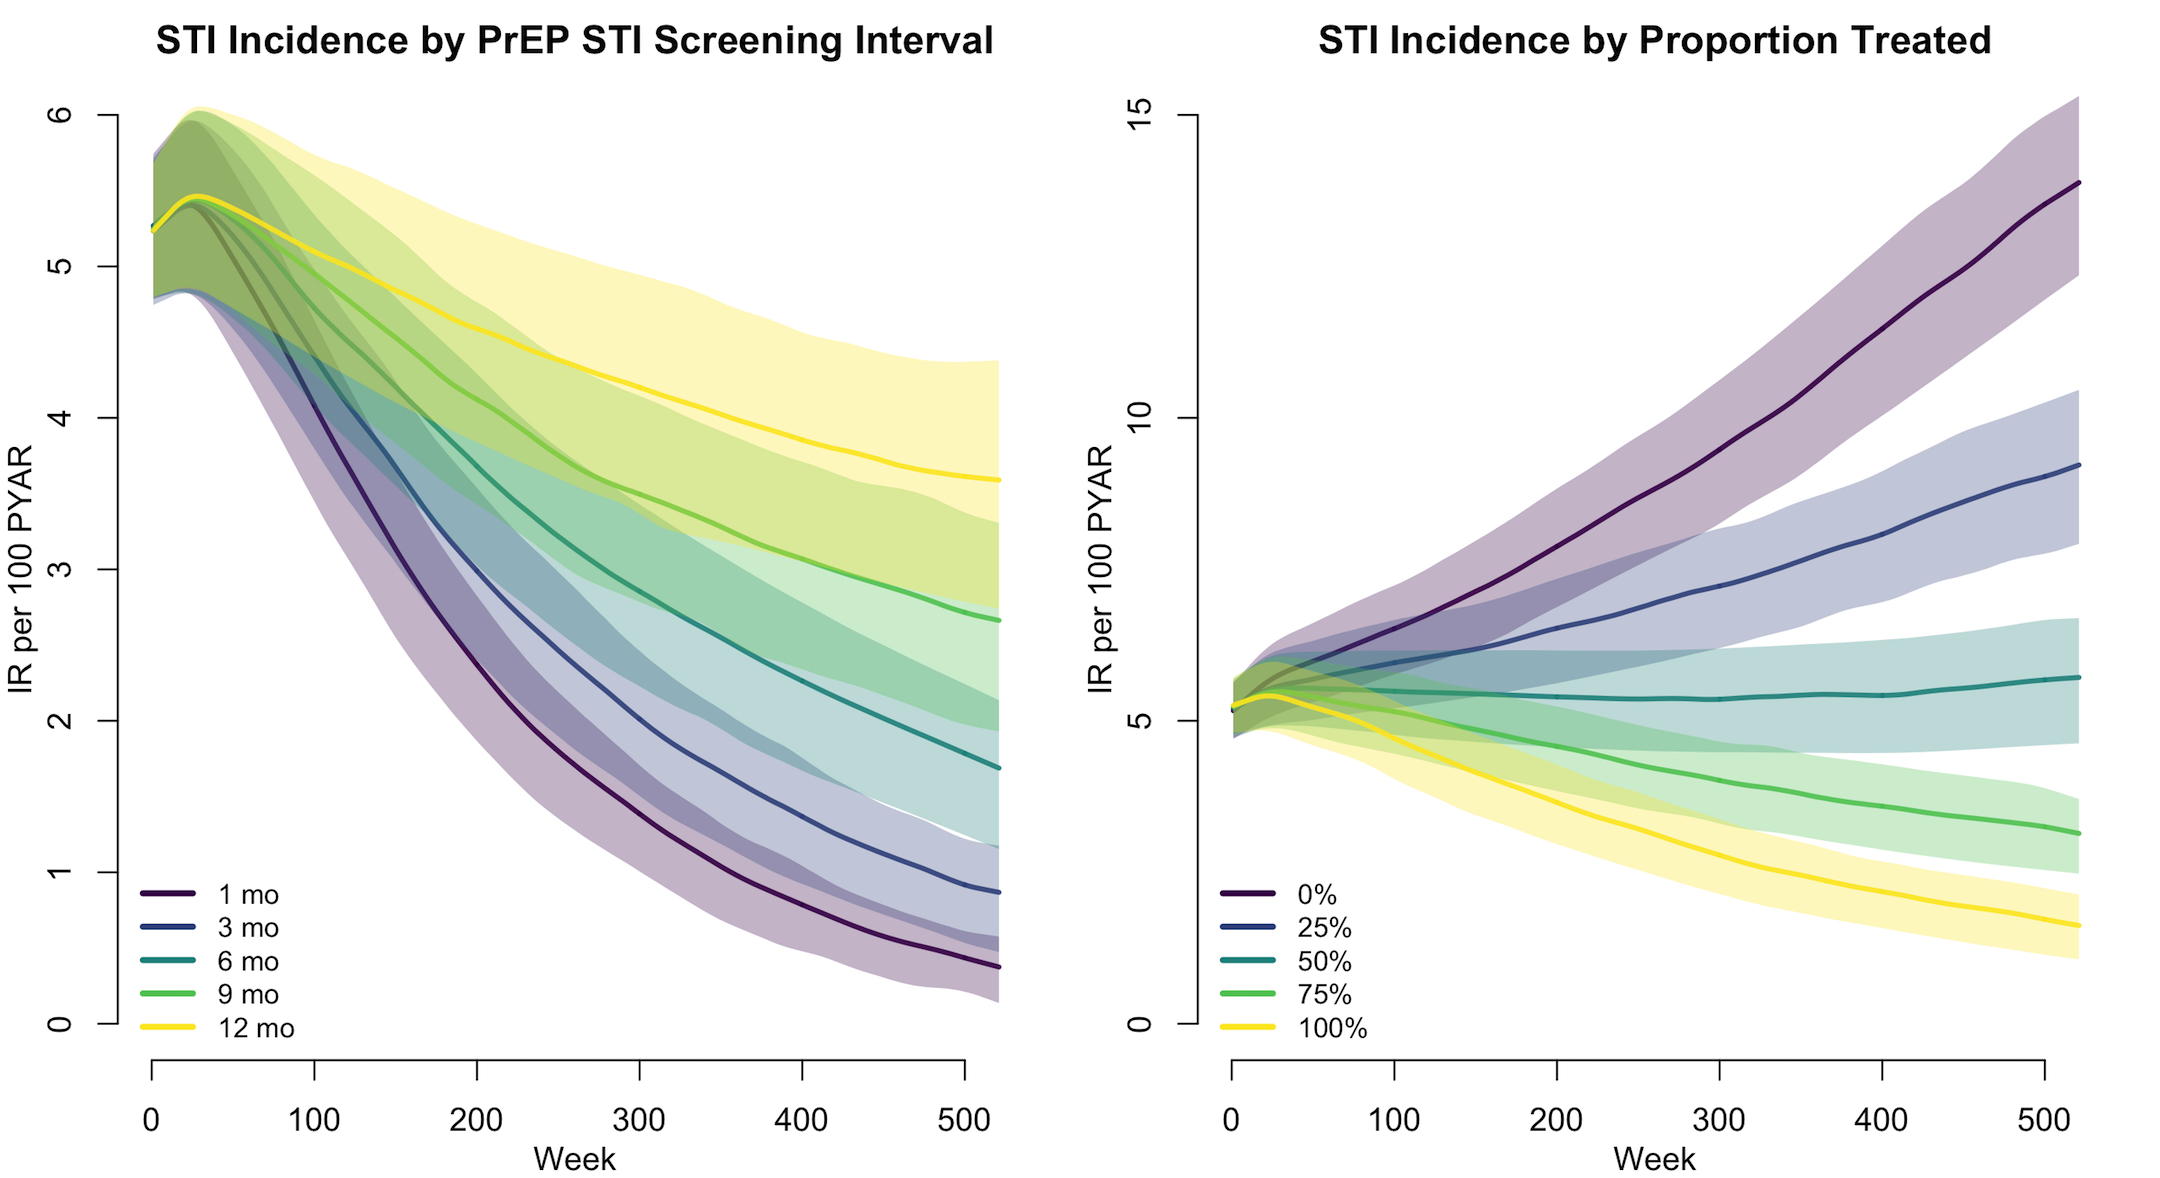 STI Incidence by PrEP STI Screening Interval
6
5
4
3
2
1
0
IR per 100 PYAR
1 mo
3 mo
6 mo
9 mo
12 mo
0 100 200 300 400 500
Week
STI Incidence by Proportion Treated
15
10
5
0
IR per 100 PYAR
0%
25%
50%
75%
100%
0 100 200 300 400 500
Week